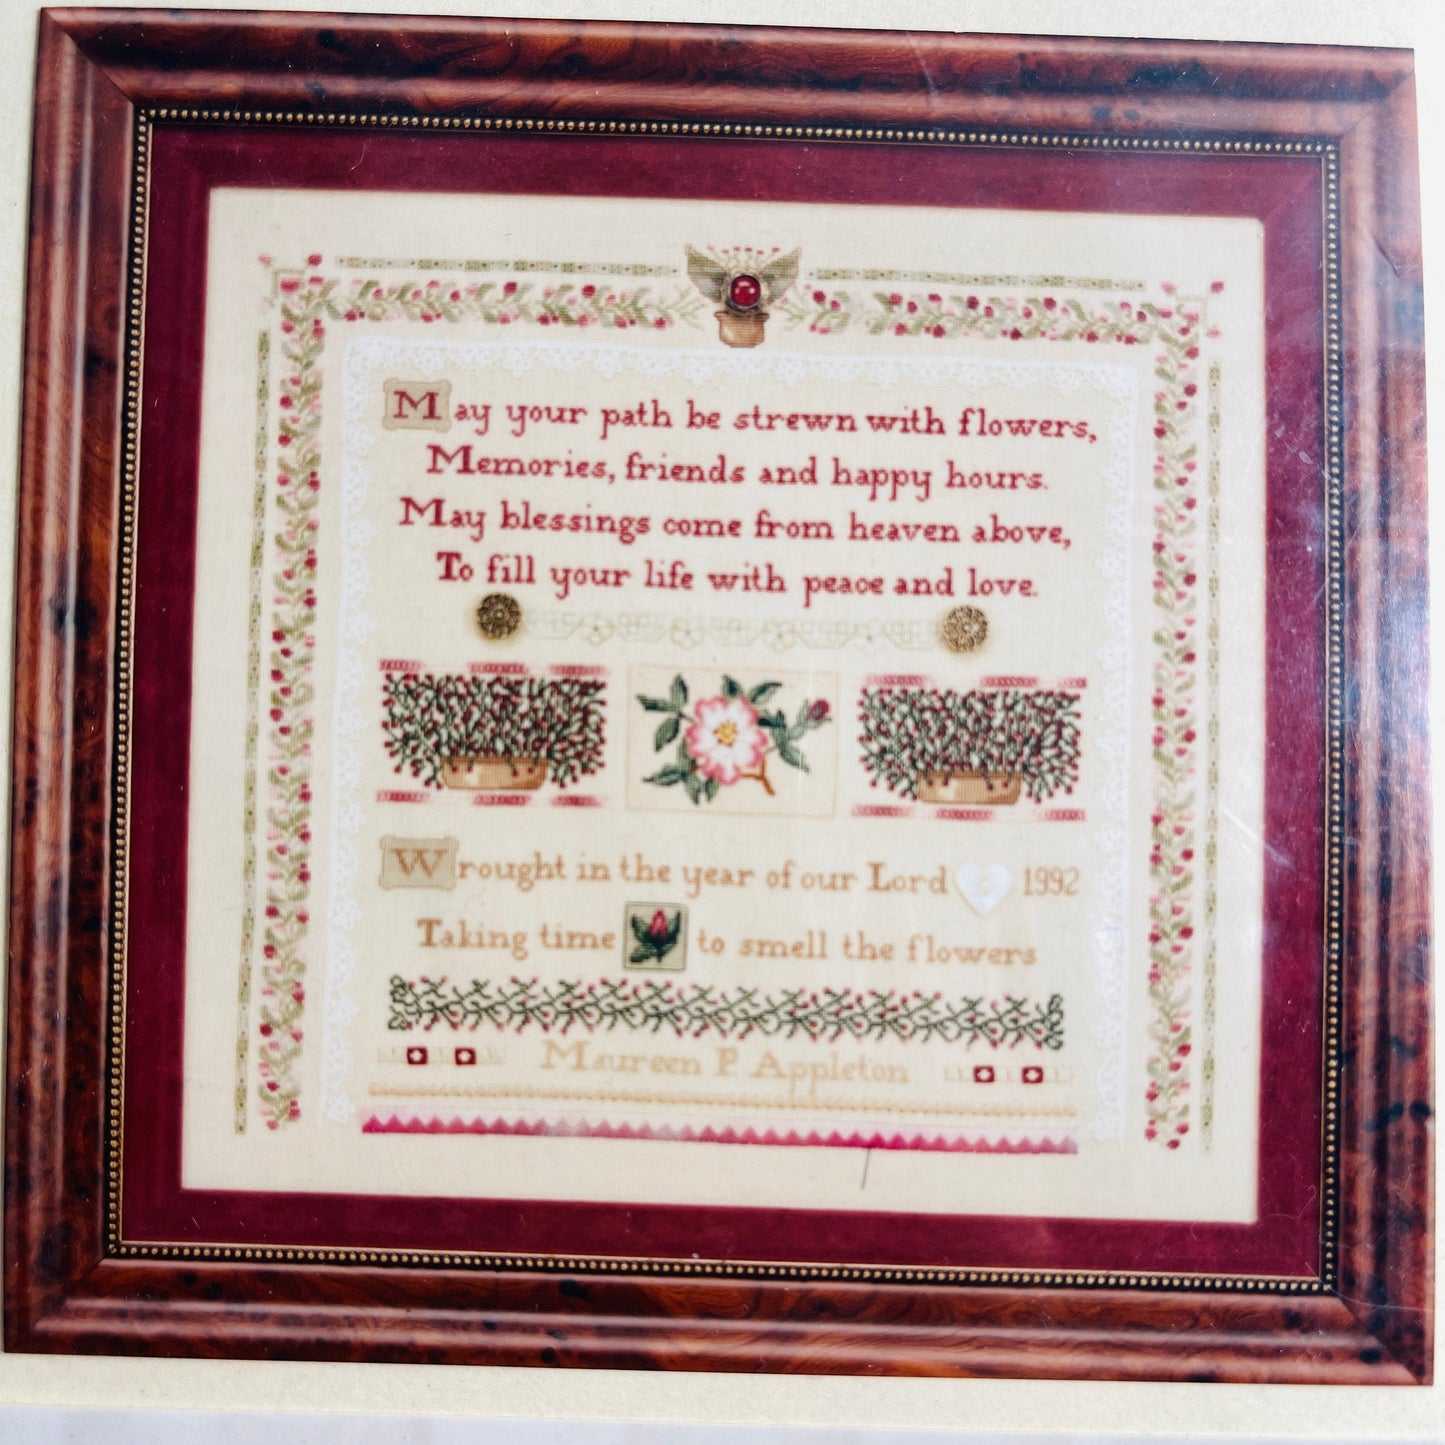 May your path be strewn with flowers,
Memories, friends and happy hours.
May blessings come from heaven above,
To fill your life with peace and love.
Wrought in the year of our Lord 1992
Taking time to smell the flowers
Maureen P. Appleton